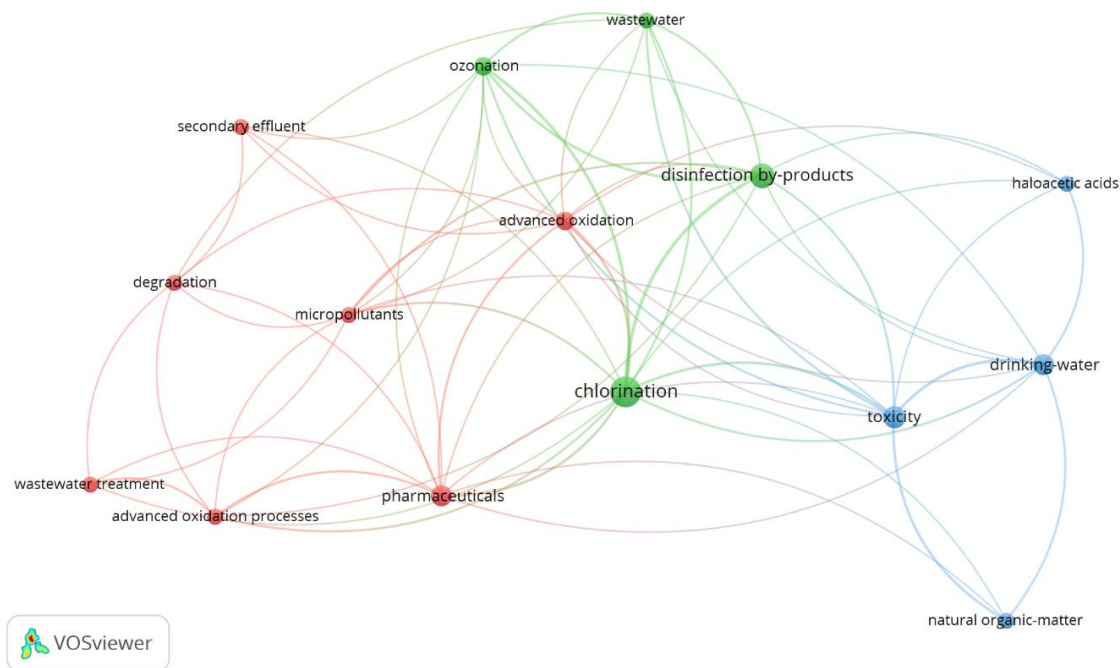 wastewater
ozonation
secondary effluent
disinfection by-products
haloacetic acids
advanced oxidation
degradation
micropollutants
drinking-water
chlorination
toxicity
wastewater treatment
pharmaceuticals
advanced oxidation processes
natural organic-matter
VOSviewer